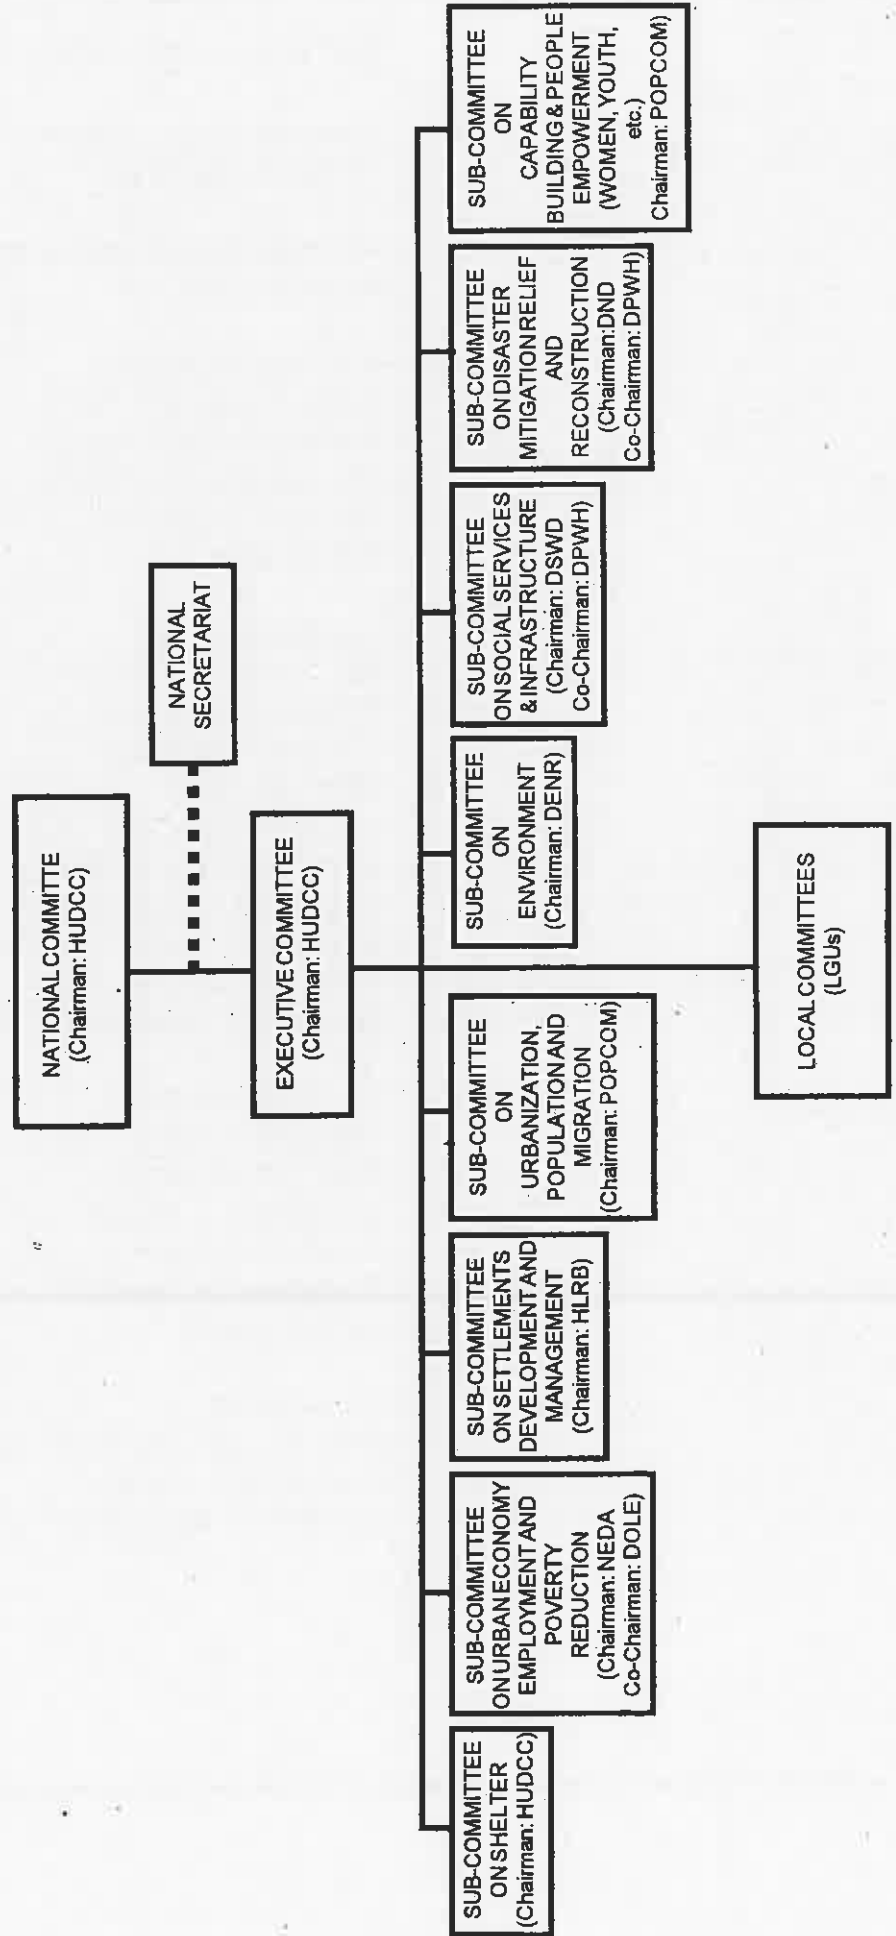 NATIONAL COMMITTE
(Chairman: HUDCC)
NATIONAL
SECRETARIAT
EXECUTIVE COMMITTEE
(Chairman: HUDCC)
SUB-COMMITTEE
ON SHELTER
(Chairman: HUDCC)
SUB-COMMITTEE
ON URBAN ECONOMY
EMPLOYMENT AND
POVERTY
REDUCTION
(Chairman: NEDA
Co-Chairman: DOLE)
SUB-COMMITTEE
ON SETTLEMENTS
DEVELOPMENT AND
MANAGEMENT
(Chairman: HLRB)
SUB-COMMITTEE
ON
URBANIZATION,
POPULATION AND
MIGRATION
(Chairman: POPCOM)
SUB-COMMITTEE
ON
ENVIRONMENT
(Chairman: DENR)
SUB-COMMITTEE
ON SOCIAL SERVICES
& INFRASTRUCTURE
(Chairman: DSWD
Co-Chairman: DPWH)
SUB-COMMITTEE
ON DISASTER
MITIGATION RELIEF
AND
RECONSTRUCTION
(Chairman: DND
Co-Chairman: DPWH)
SUB-COMMITTEE
ON
CAPABILITY
BUILDING & PEOPLE
EMPOWERMENT
(WOMEN, YOUTH,
etc.)
Chairman: POPCOM)
LOCAL COMMITTEES
(LGUs)